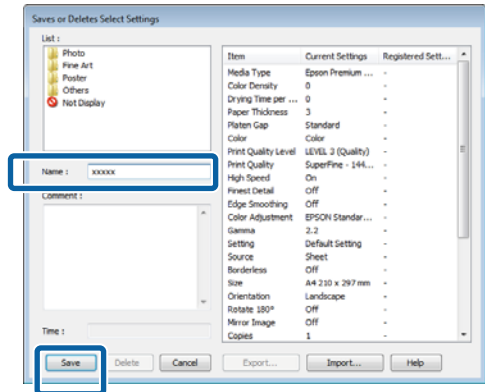 Saves or Deletes Select Settings
List :
Photo
Fine Art
Poster
Others
Not Display
Name : xxxxx
Comment :
Time :
Item Current Settings Registered Sett...
Media Type Epson Premium ... -
Color Density 0 -
Drying Time per ... 0 -
Paper Thickness 3 -
Platen Gap Standard -
Color Color -
Print Quality Level LEVEL 3 (Quality) -
Print Quality SuperFine - 144... -
High Speed On -
Finest Detail Off -
Edge Smoothing Off -
Color Adjustment EPSON Standar... -
Gamma 2.2 -
Setting Default Setting -
Source Sheet -
Borderless Off -
Size A4 210 x 297 mm -
Orientation Landscape -
Rotate 180° Off -
Mirror Image Off -
Copies 1 -
Save Delete Cancel Export... Import... Help